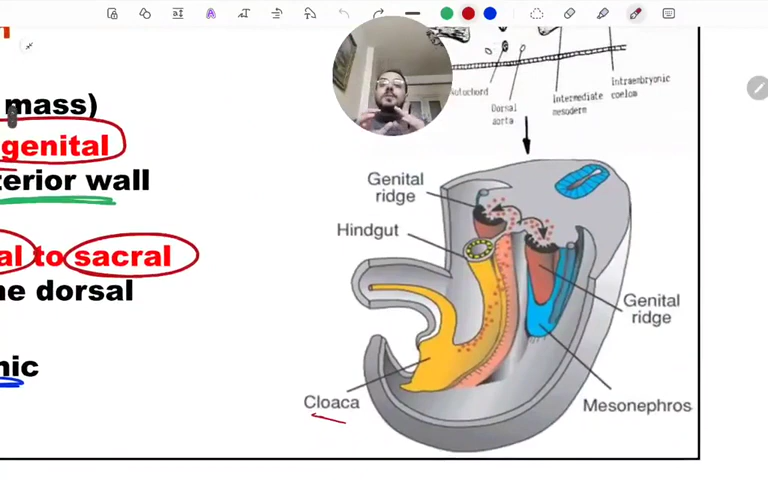 mass)
genital
terior wall
al to sacral
ne dorsal
nic
Notochord
Dorsal
aorta
Intermediate
mesoderm
Intraembryonic
coelom
Genital
ridge
Hindgut
Cloaca
Genital
ridge
Mesonephros